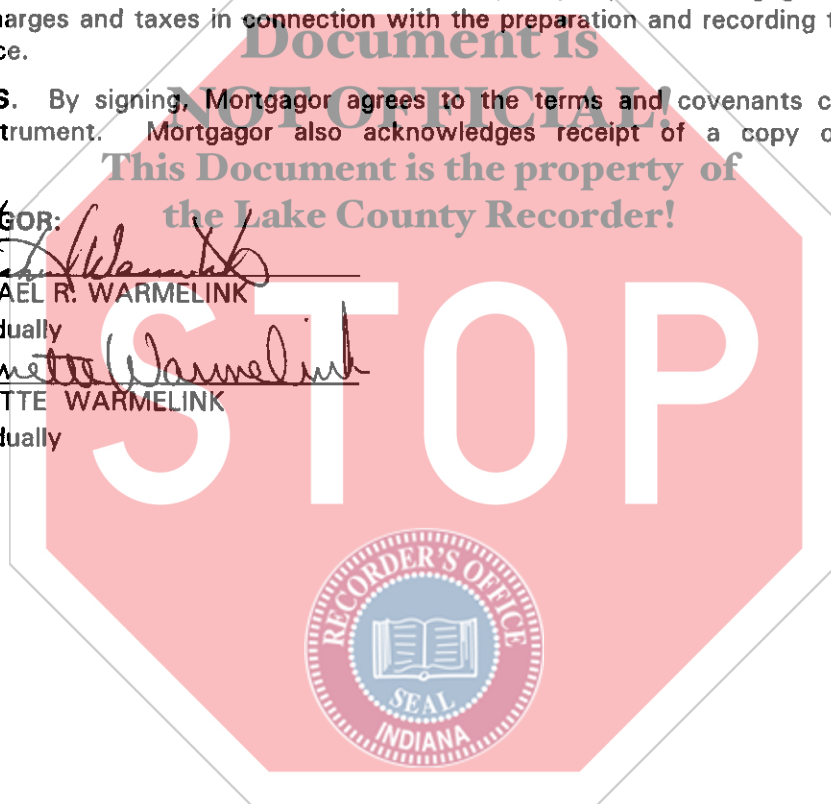 harges and taxes in connection with the preparation and recording t
Document is
ce.
S. By signing, Mortgagor agrees to the terms and covenants c
NOT OFFICIAL!
trument. Mortgagor also acknowledges receipt of a copy o
This Document is the property of
the Lake County Recorder!
GOR:
AEL R. WARMELINK
dually
nette Warmelink
TTE WARMELINK
dually
STOP
RECORDER'S OFFICE
SEAL
INDIANA